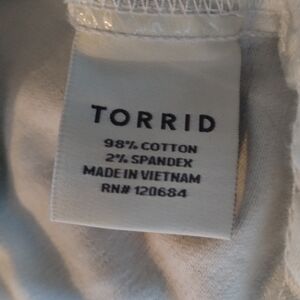 TORRID
98% COTTON
2% SPANDEX
MADE IN VIETNAM
RN# 120684